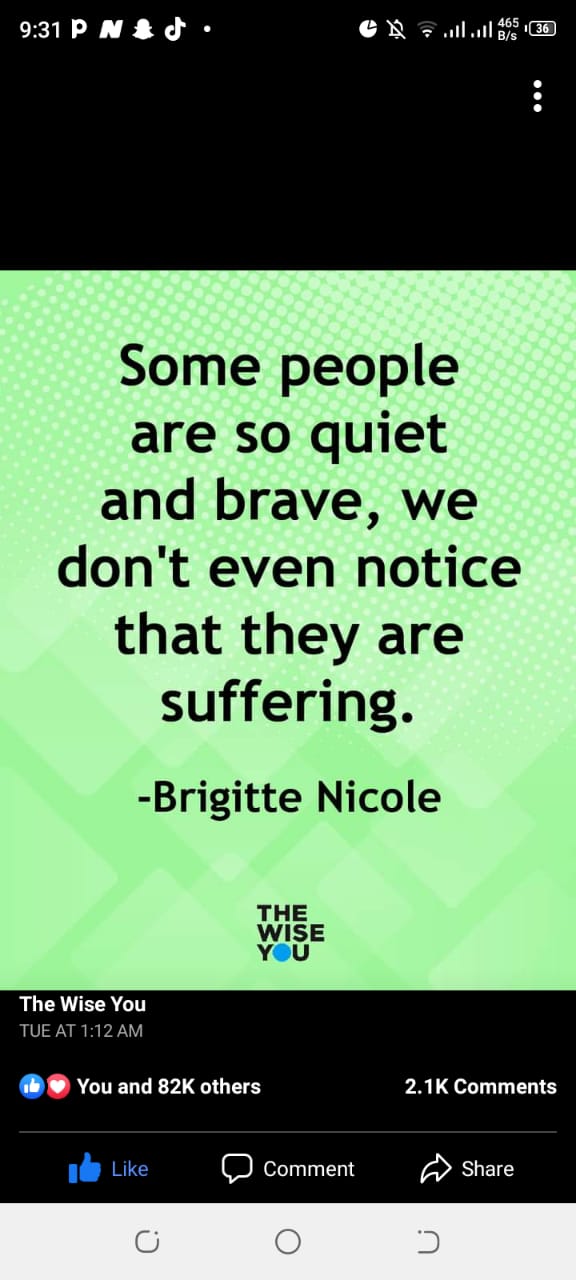 9:31
465
B/s
36
Some people
are so quiet
and brave, we
don't even notice
that they are
suffering.
-Brigitte Nicole
THE
WISE
YOU
The Wise You
TUE AT 1:12 AM
You and 82K others 2.1K Comments
Like Comment Share